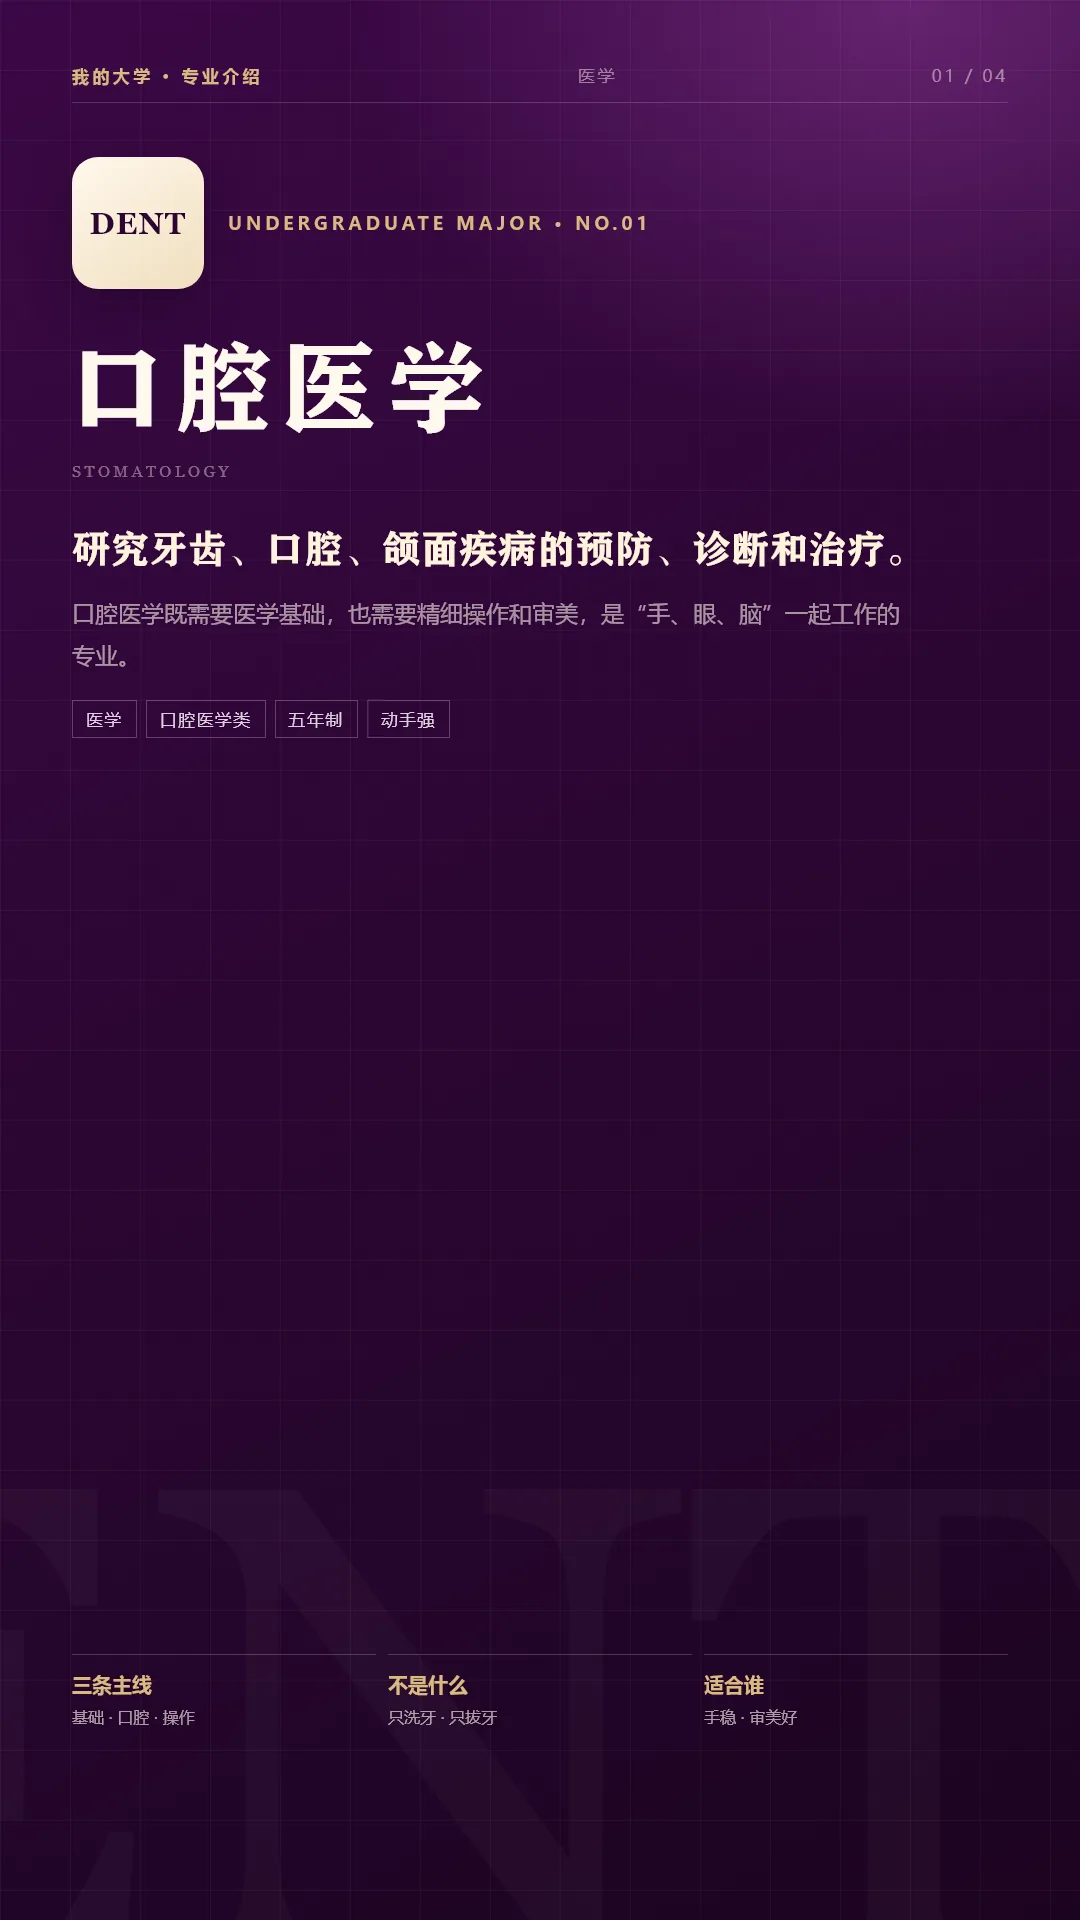 我的大学 • 专业介绍
医学
01 / 04
DENT
UNDERGRADUATE MAJOR • NO.01
口腔医学
STOMATOLOGY
研究牙齿、口腔、颌面疾病的预防、诊断和治疗。
口腔医学既需要医学基础，也需要精细操作和审美，是“手、眼、脑”一起工作的
专业。
医学
口腔医学类
五年制
动手强
三条主线
基础 · 口腔 · 操作
不是什么
只洗牙 · 只拔牙
适合谁
手稳 · 审美好
ENT